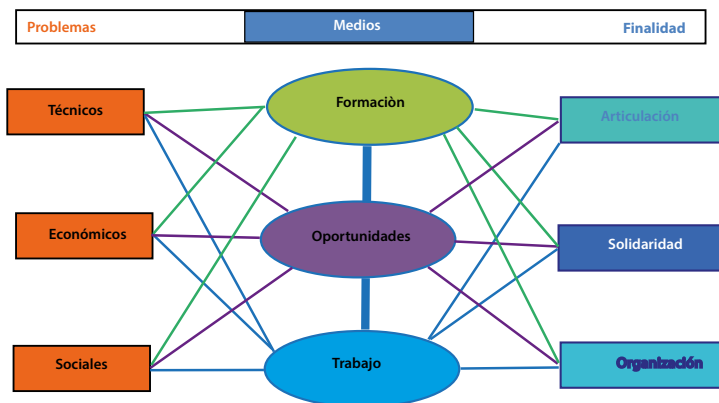 Problemas
Medios
Finalidad
Técnicos
Formaciòn
Articulación
Económicos
Oportunidades
Solidaridad
Sociales
Trabajo
Organización